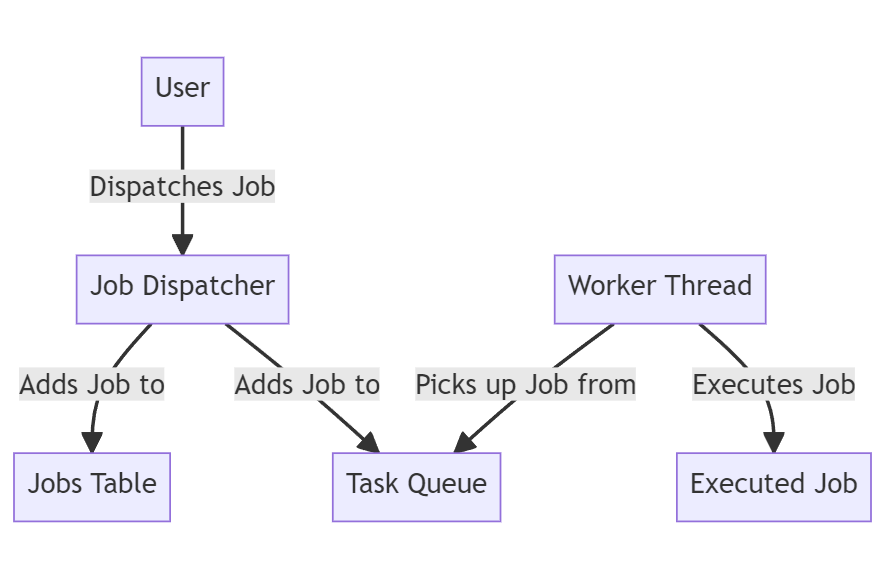 User
Dispatches Job
Job Dispatcher
Worker Thread
Adds Job to
Adds Job to
Picks up Job from
Executes Job
Jobs Table
Task Queue
Executed Job